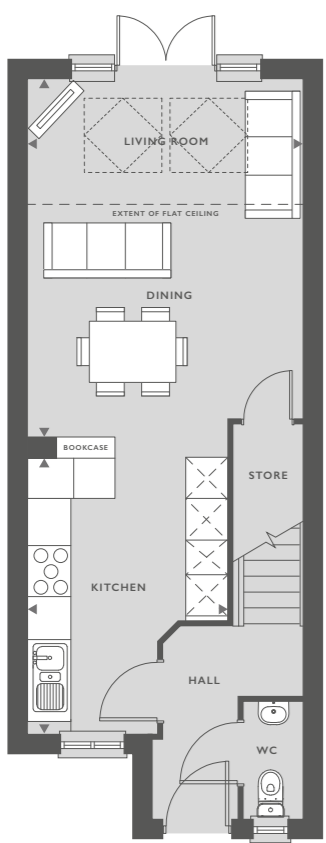 LIVING ROOM
EXTENT OF FLAT CEILING
DINING
BOOKCASE
STORE
KITCHEN
HALL
WC